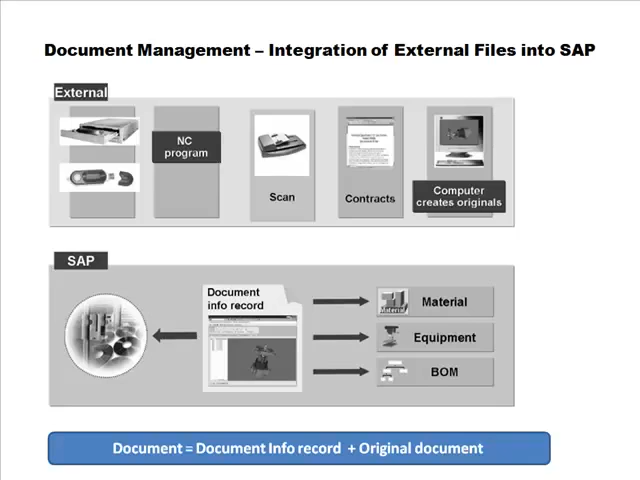 Document Management – Integration of External Files into SAP
External
NC
program
Scan
Contracts
Computer
creates originals
SAP
Document
info record
Material
Material
Equipment
BOM
Document = Document Info record + Original document